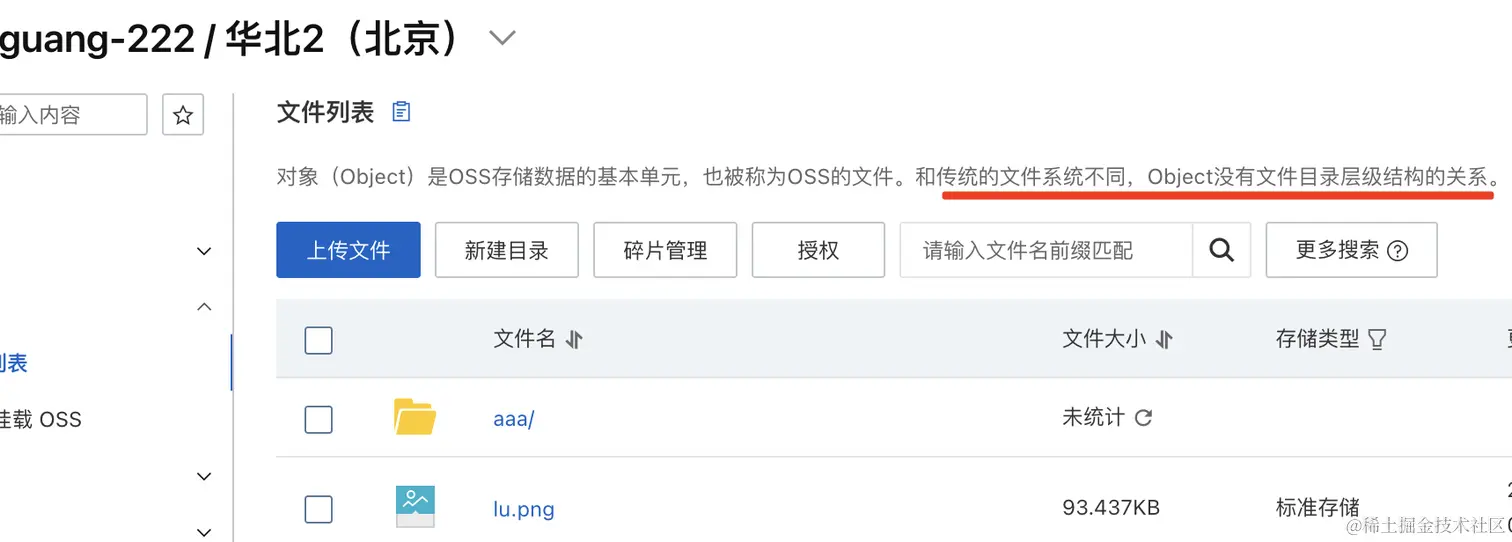 guang-222 / 华北2（北京）
输入内容
文件列表
对象（Object）是OSS存储数据的基本单元，也被称为OSS的文件。和传统的文件系统不同，Object没有文件目录层级结构的关系。
上传文件 新建目录 碎片管理 授权 请输入文件名前缀匹配 更多搜索
文件名 文件大小 存储类型
列表
aaa/ 未统计
挂载 OSS
lu.png 93.437KB 标准存储
@稀土掘金技术社区